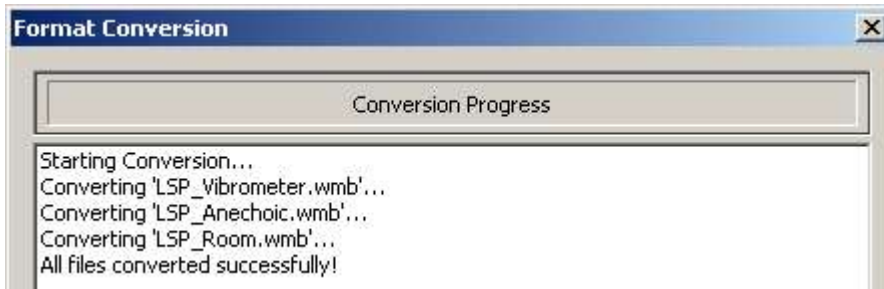 Format Conversion
Conversion Progress
Starting Conversion...
Converting 'LSP_Vibrometer.wmb'...
Converting 'LSP_Anechoic.wmb'...
Converting 'LSP_Room.wmb'...
All files converted successfully!